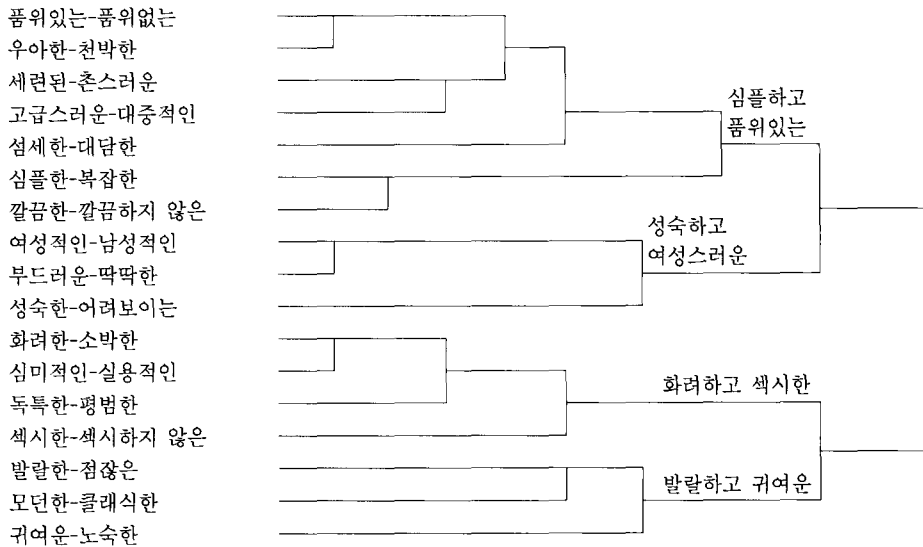 품위있는-품위없는
우아한-천박한
세련된-촌스러운
고급스러운-대중적인
섬세한-대담한
심플한-복잡한
깔끔한-깔끔하지 않은
여성적인-남성적인
부드러운-딱딱한
성숙한-어려보이는
화려한-소박한
심미적인-실용적인
독특한-평범한
섹시한-섹시하지 않은
발랄한-점잖은
모던한-클래식한
귀여운-노숙한
심플하고
품위있는
성숙하고
여성스러운
화려하고 섹시한
발랄하고 귀여운